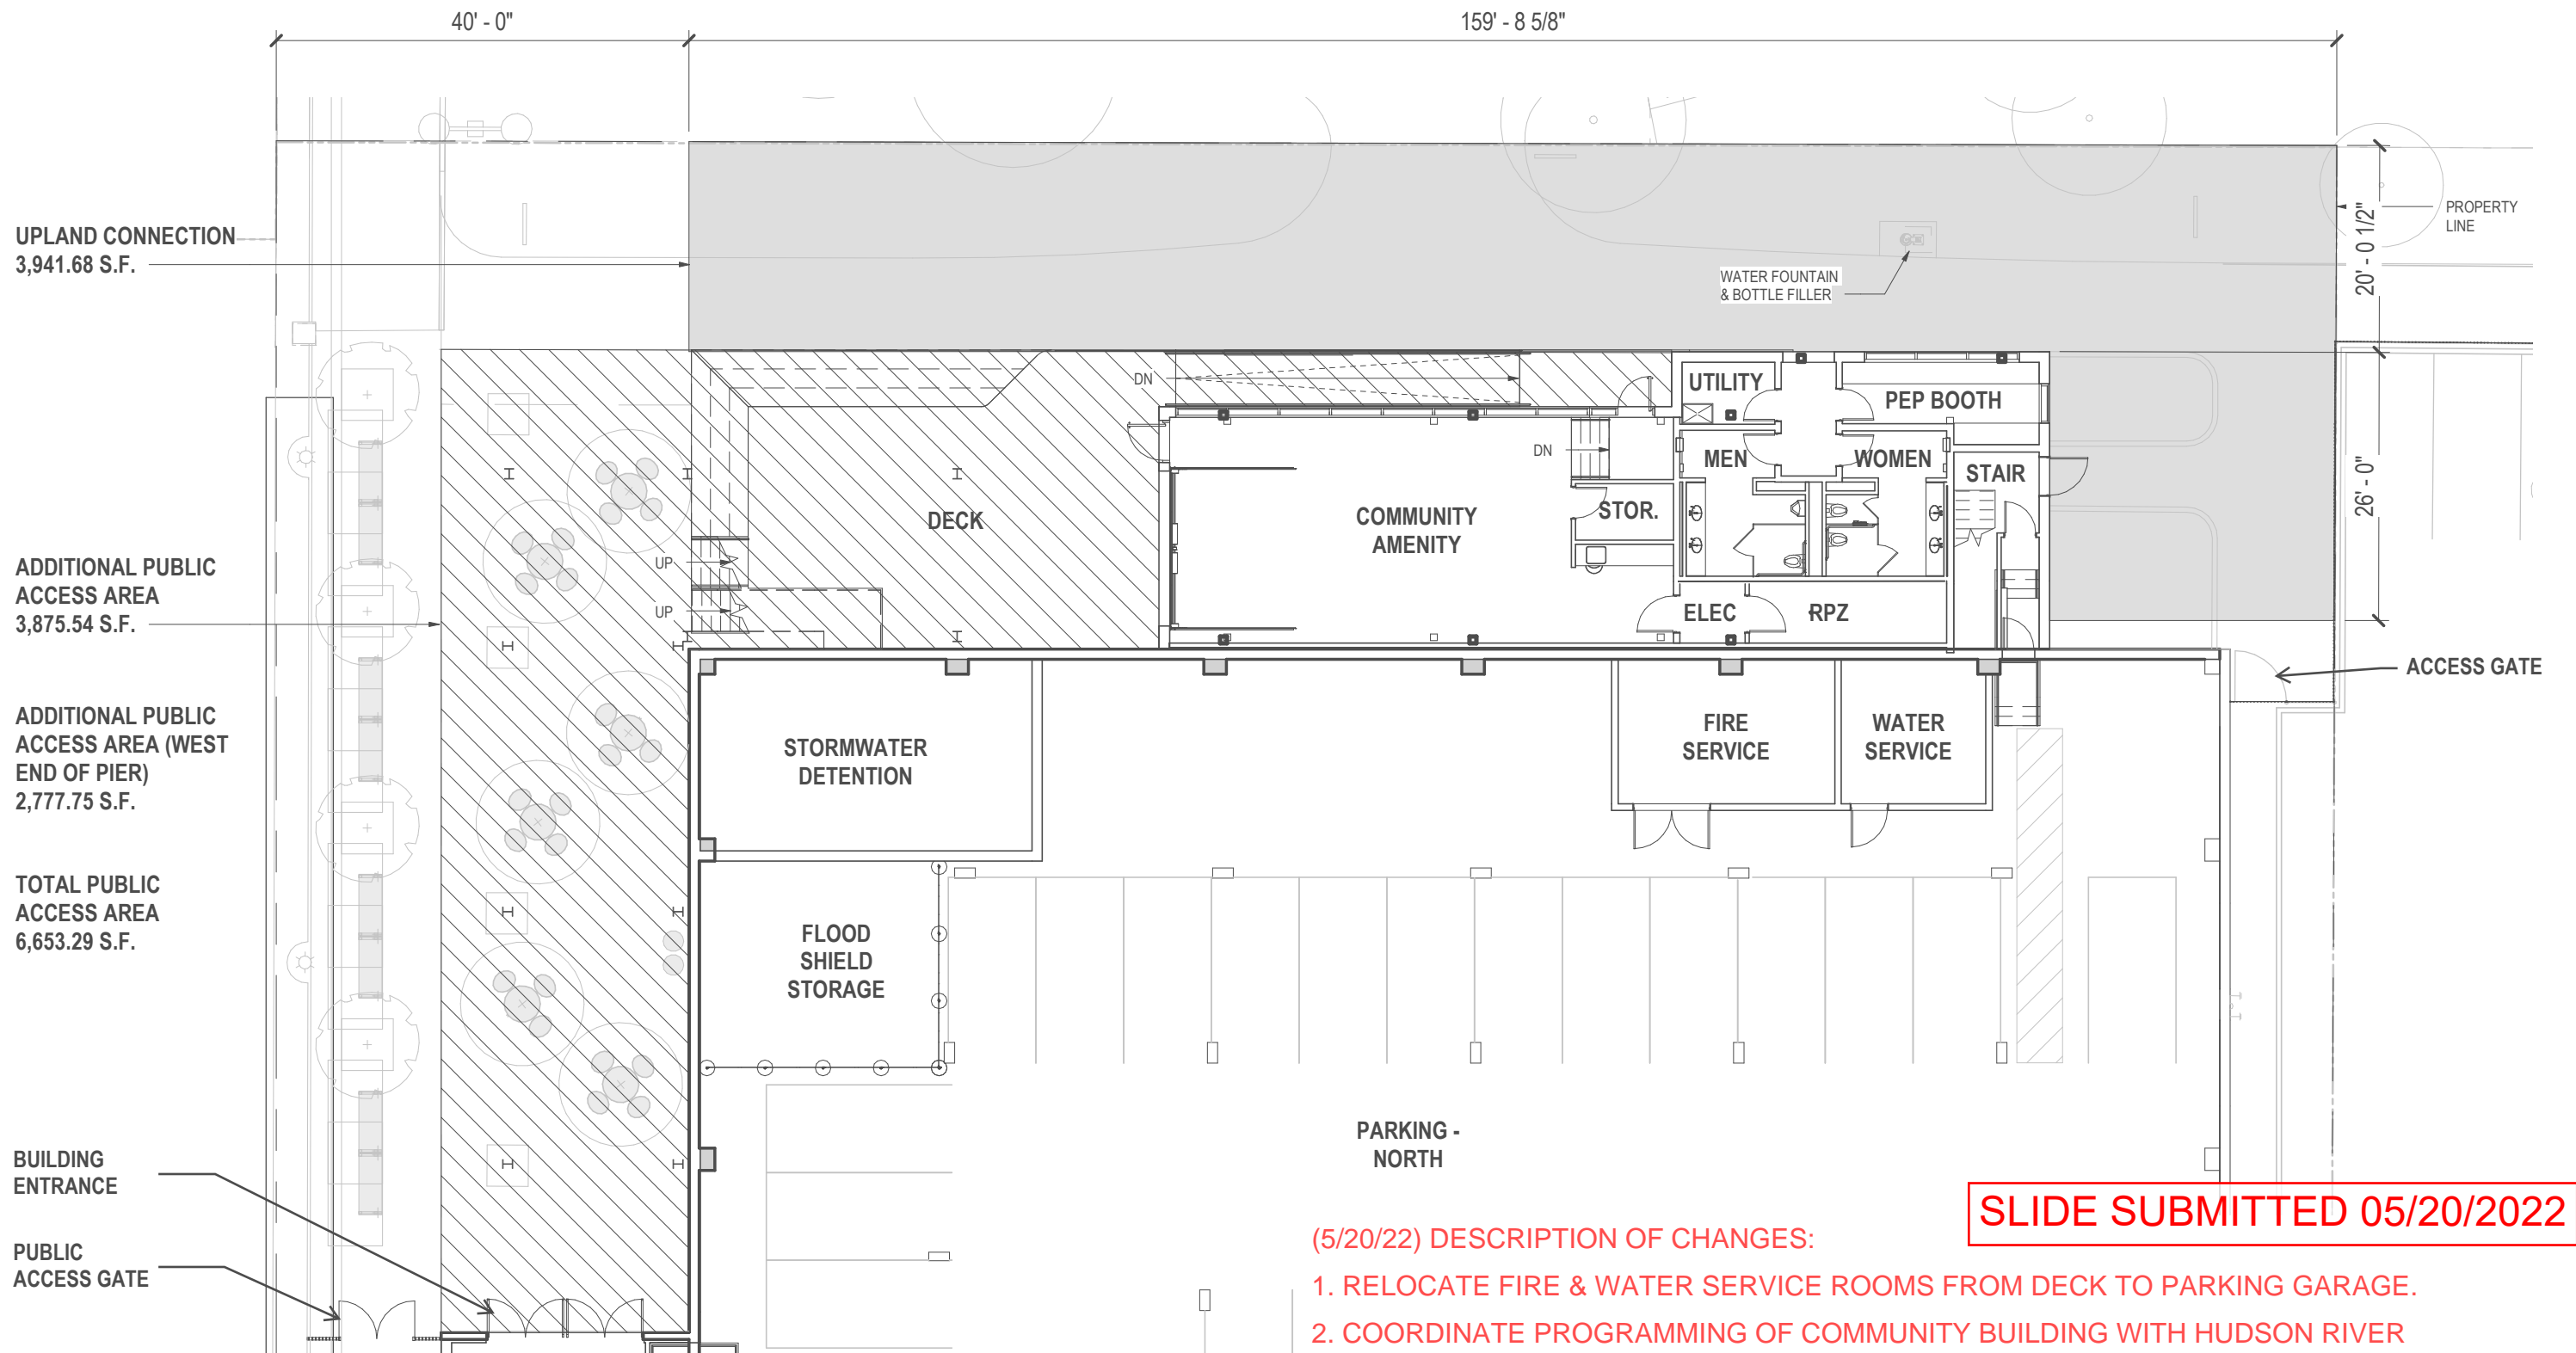 40' - 0"
159' - 8 5/8"
UPLAND CONNECTION
3,941.68 S.F.
PROPERTY
LINE
20' - 0 1/2"
WATER FOUNTAIN
& BOTTLE FILLER
DN
UTILITY
PEP BOOTH
DN
MEN
WOMEN
STAIR
26' - 0"
DECK
COMMUNITY
AMENITY
STOR.
ADDITIONAL PUBLIC
ACCESS AREA
3,875.54 S.F.
UP
UP
ELEC
RPZ
ACCESS GATE
ADDITIONAL PUBLIC
ACCESS AREA (WEST
END OF PIER)
2,777.75 S.F.
STORMWATER
DETENTION
FIRE
SERVICE
WATER
SERVICE
TOTAL PUBLIC
ACCESS AREA
6,653.29 S.F.
FLOOD
SHIELD
STORAGE
PARKING -
NORTH
BUILDING
ENTRANCE
PUBLIC
ACCESS GATE
SLIDE SUBMITTED 05/20/2022
(5/20/22) DESCRIPTION OF CHANGES:
1. RELOCATE FIRE & WATER SERVICE ROOMS FROM DECK TO PARKING GARAGE.
2. COORDINATE PROGRAMMING OF COMMUNITY BUILDING WITH HUDSON RIVER